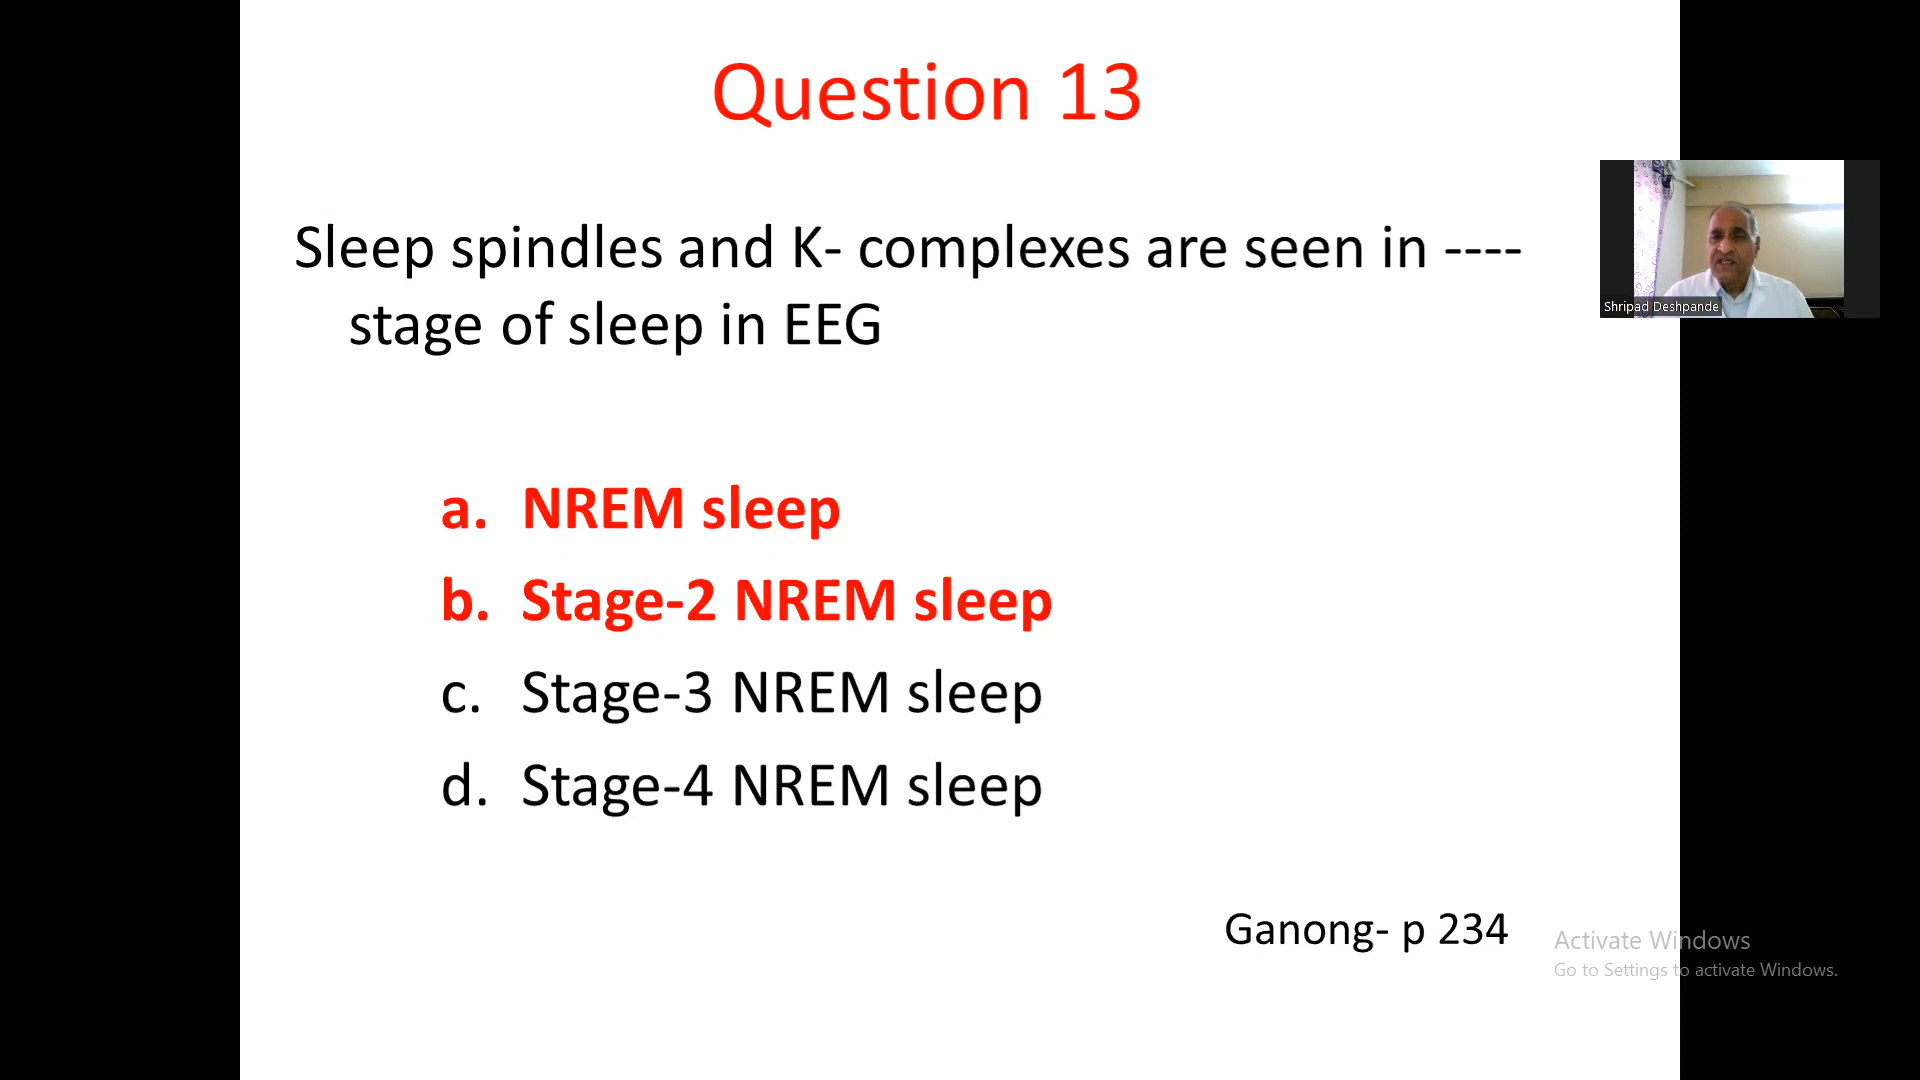 Question 13
Sleep spindles and K- complexes are seen in ----
stage of sleep in EEG
Shripad Deshpande
a. NREM sleep
b. Stage-2 NREM sleep
c. Stage-3 NREM sleep
d. Stage-4 NREM sleep
Ganong- p 234
Activate Windows
Go to Settings to activate Windows.